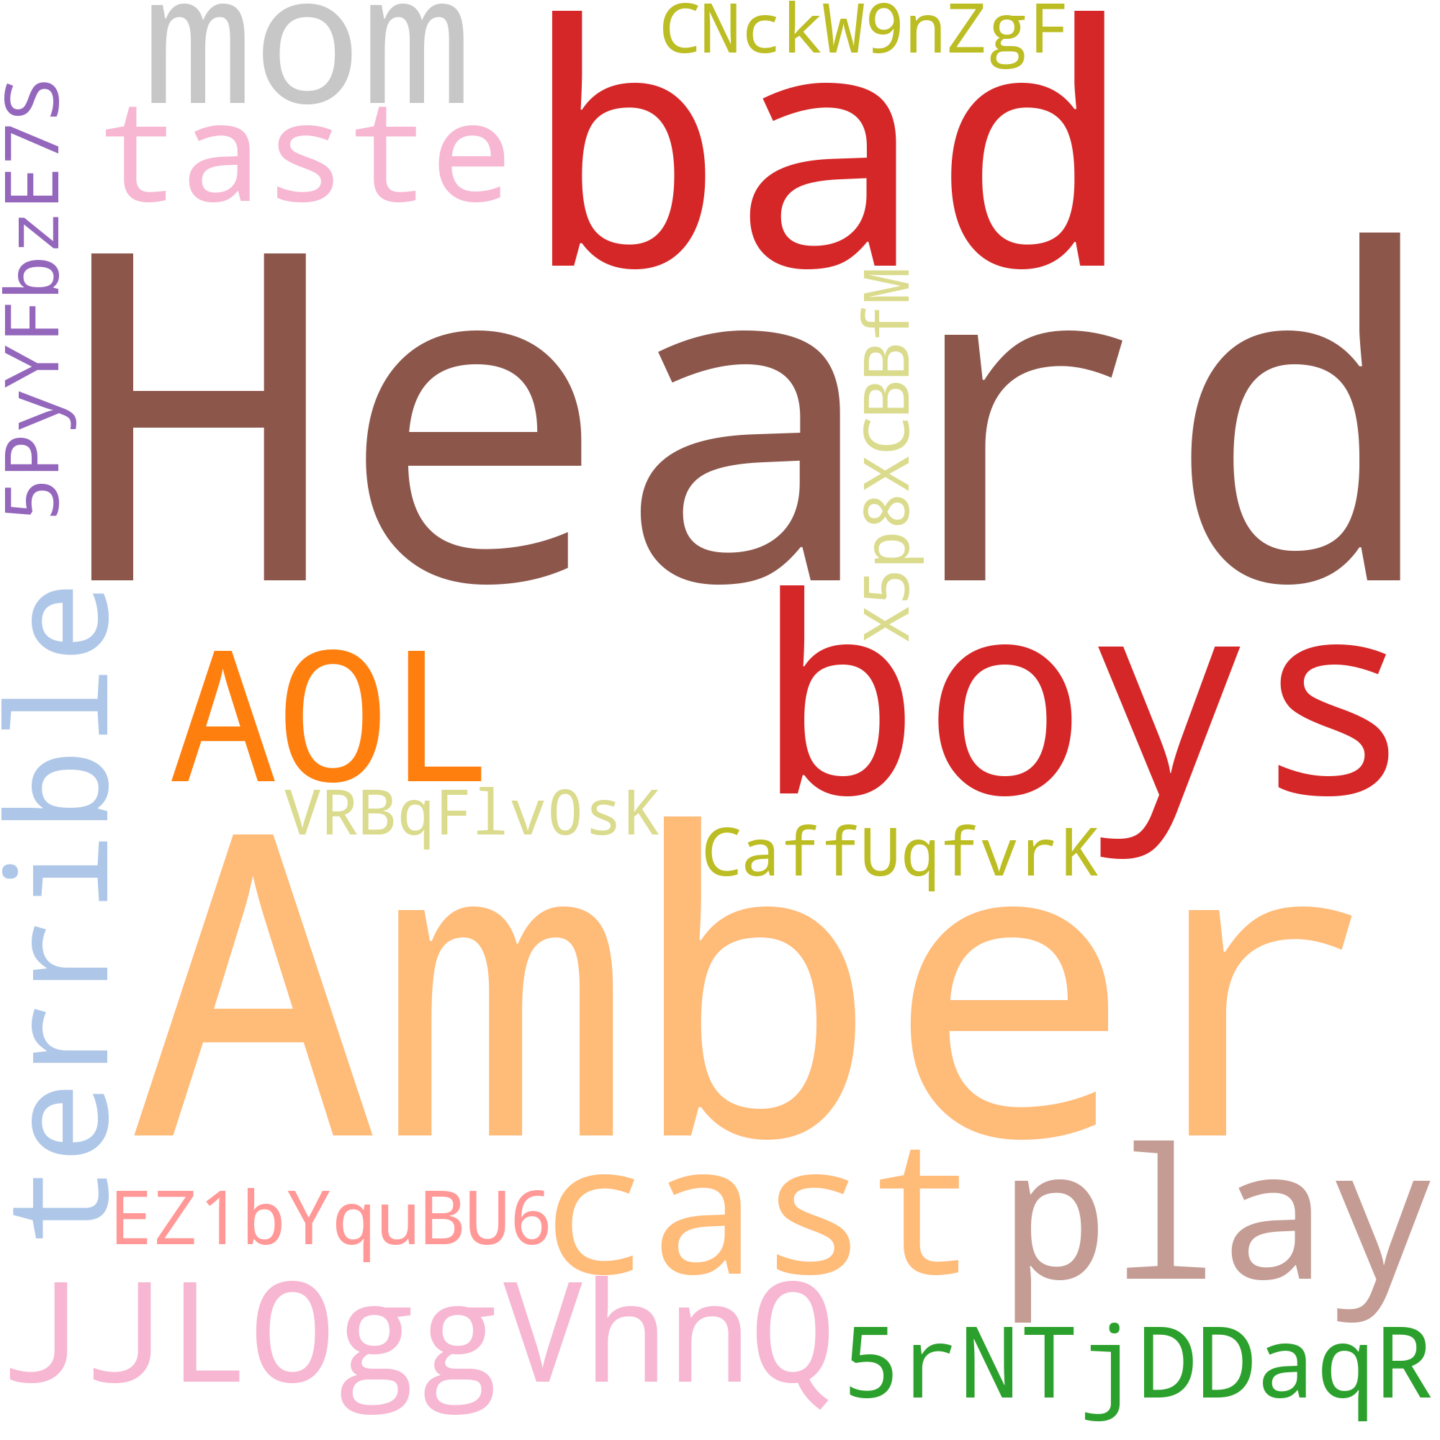 mom
CNckW9nZgF
bad
taste
5PyYFbzE7S
Heard
X5p8XCBBfM
terrible
AOL
boys
VRBqFlv0sK
CaffUqfvrK
Amber
cast
play
EZ1bYquBU6
JJLOggVhnQ
5rNTjDDaqR